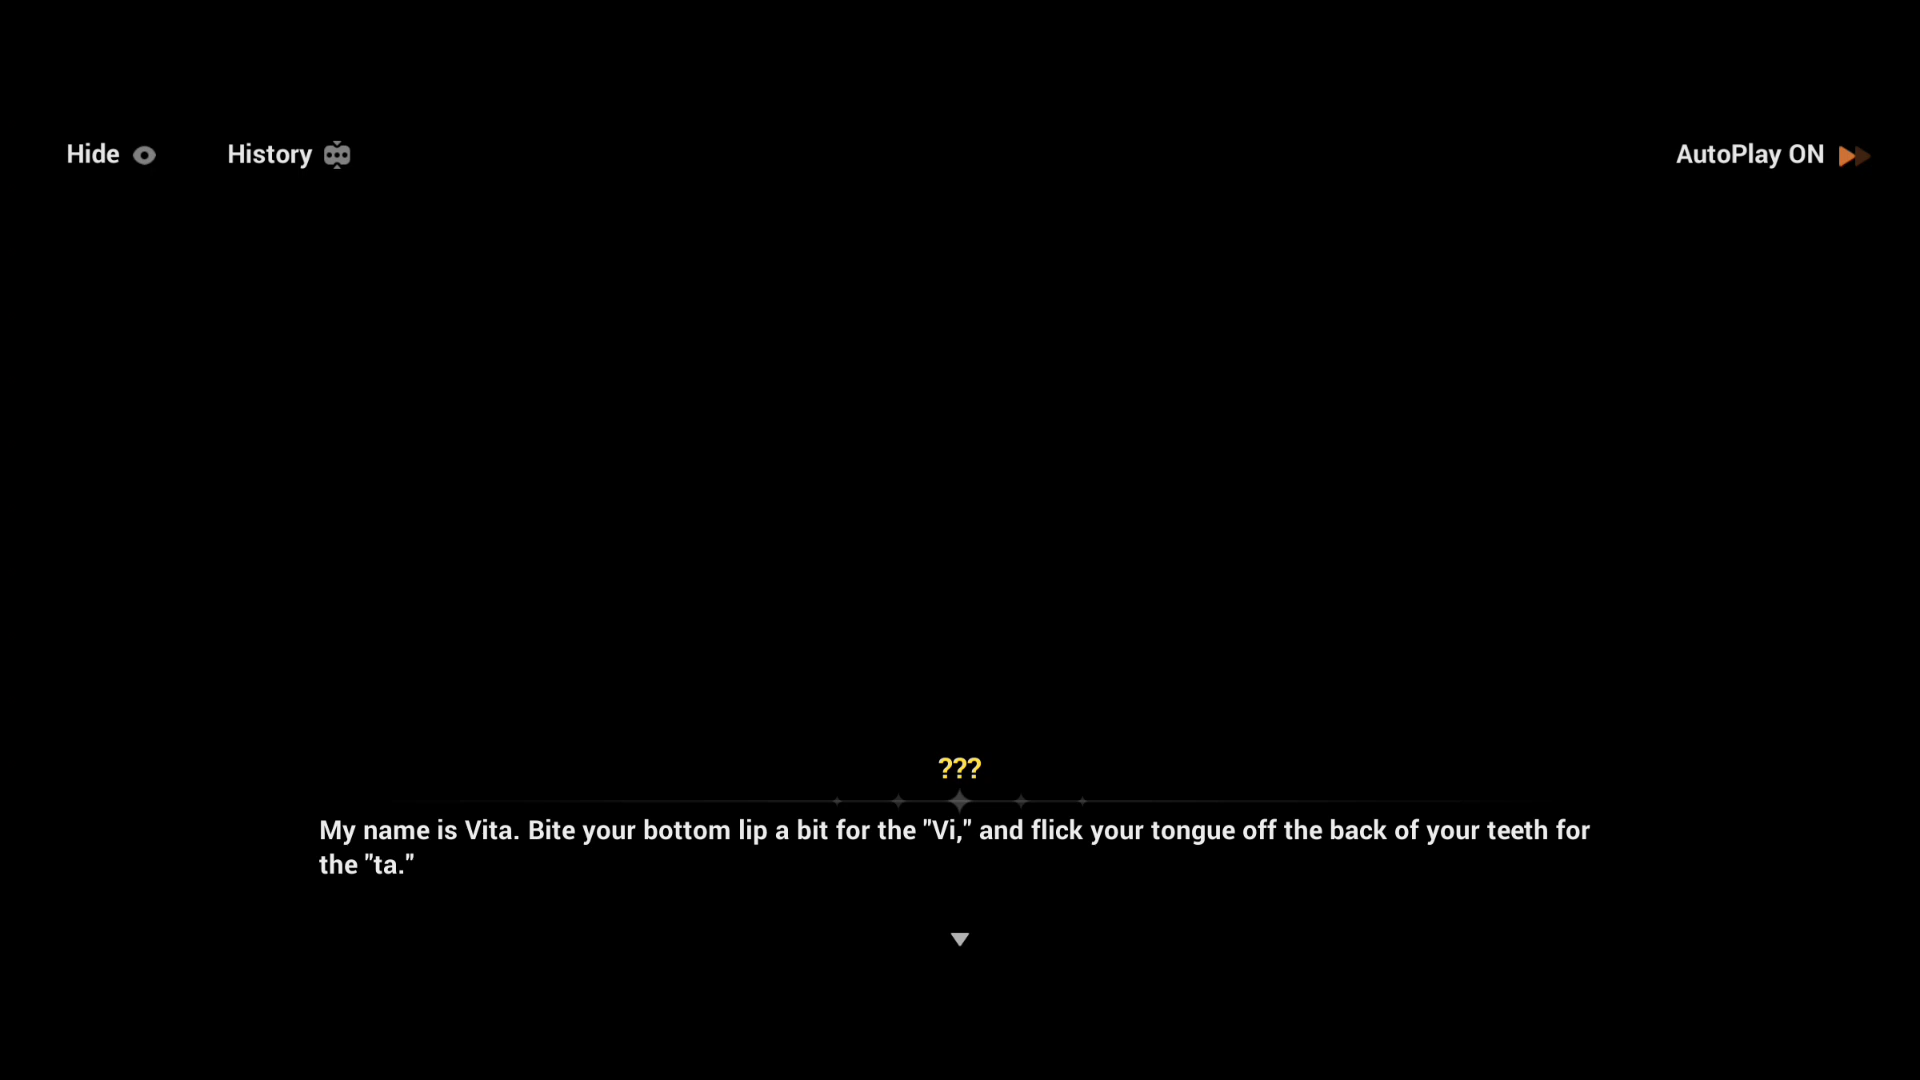 Hide
History
AutoPlay ON
???
My name is Vita. Bite your bottom lip a bit for the "Vi," and flick your tongue off the back of your teeth for
the "ta."